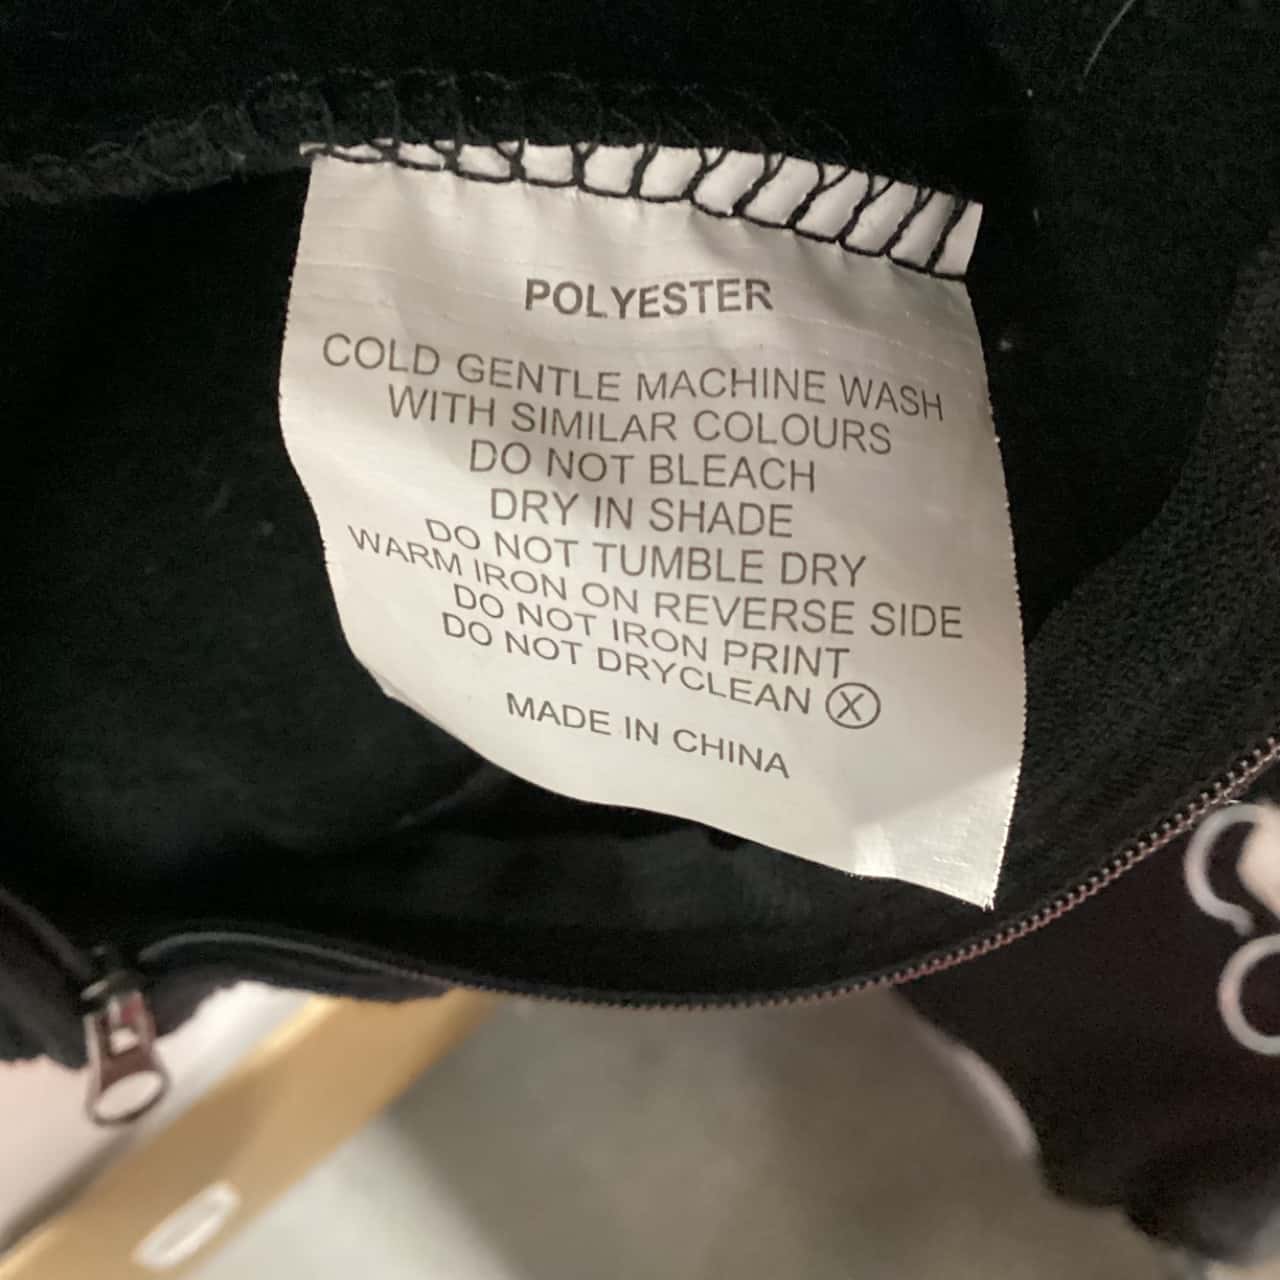 POLYESTER
COLD GENTLE MACHINE WASH
WITH SIMILAR COLOURS
DO NOT BLEACH
DRY IN SHADE
DO NOT TUMBLE DRY
WARM IRON ON REVERSE SIDE
DO NOT IRON PRINT
DO NOT DRYCLEAN Ⓧ
MADE IN CHINA